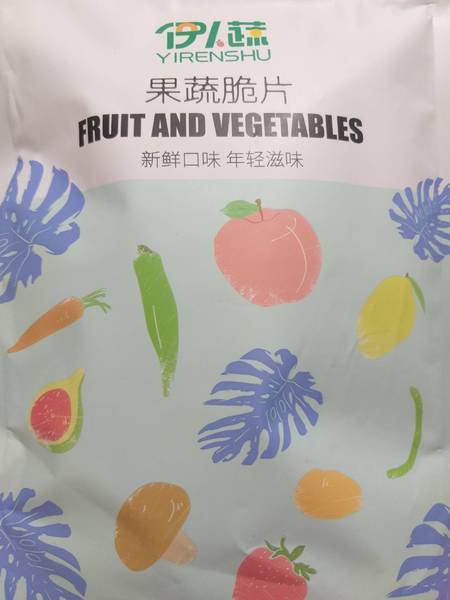 伊人蔬
YIRENSHU
果蔬脆片
FRUIT AND VEGETABLES
新鲜口味 年轻滋味